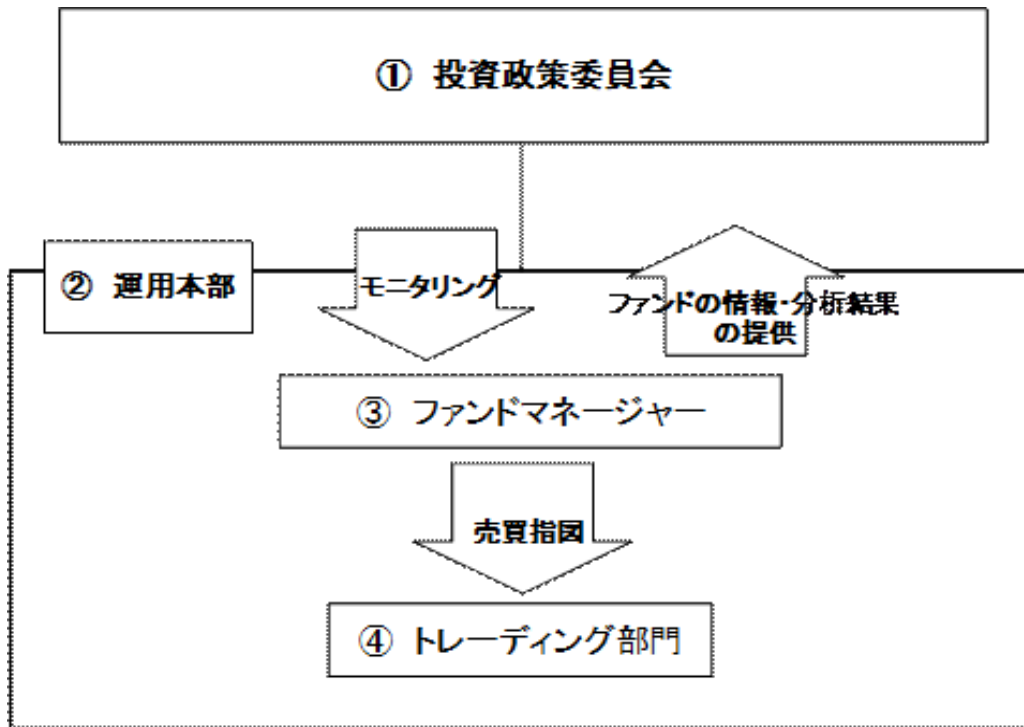 ① 投資政策委員会
② 運用本部
モニタリング
ファンドの情報・分析結果
の提供
③ ファンドマネージャー
売買指図
④ トレーディング部門